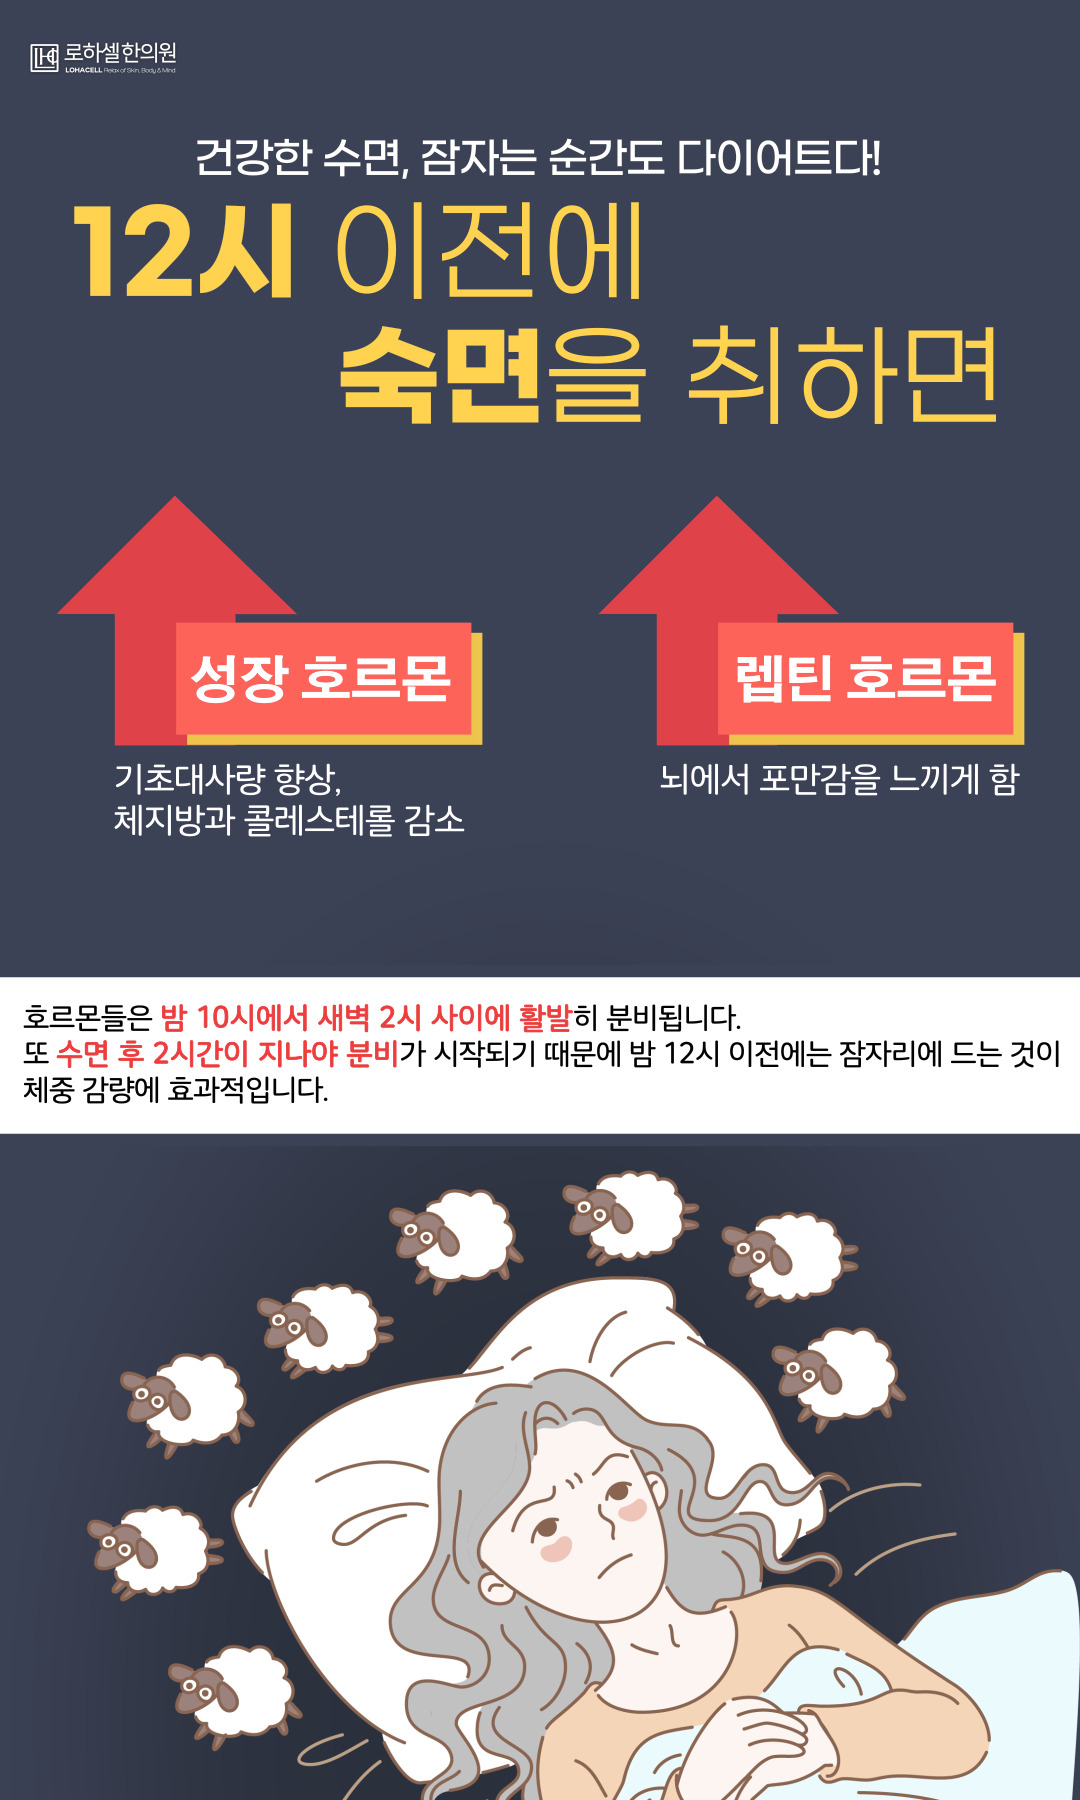 로하셀한의원
LOHACELL Relax of Skin, Body & Mind
건강한 수면, 잠자는 순간도 다이어트다!
12시 이전에
숙면을 취하면
성장 호르몬
기초대사량 향상,
체지방과 콜레스테롤 감소
렙틴 호르몬
뇌에서 포만감을 느끼게 함
호르몬들은 밤 10시에서 새벽 2시 사이에 활발히 분비됩니다.
또 수면 후 2시간이 지나야 분비가 시작되기 때문에 밤 12시 이전에는 잠자리에 드는 것이
체중 감량에 효과적입니다.